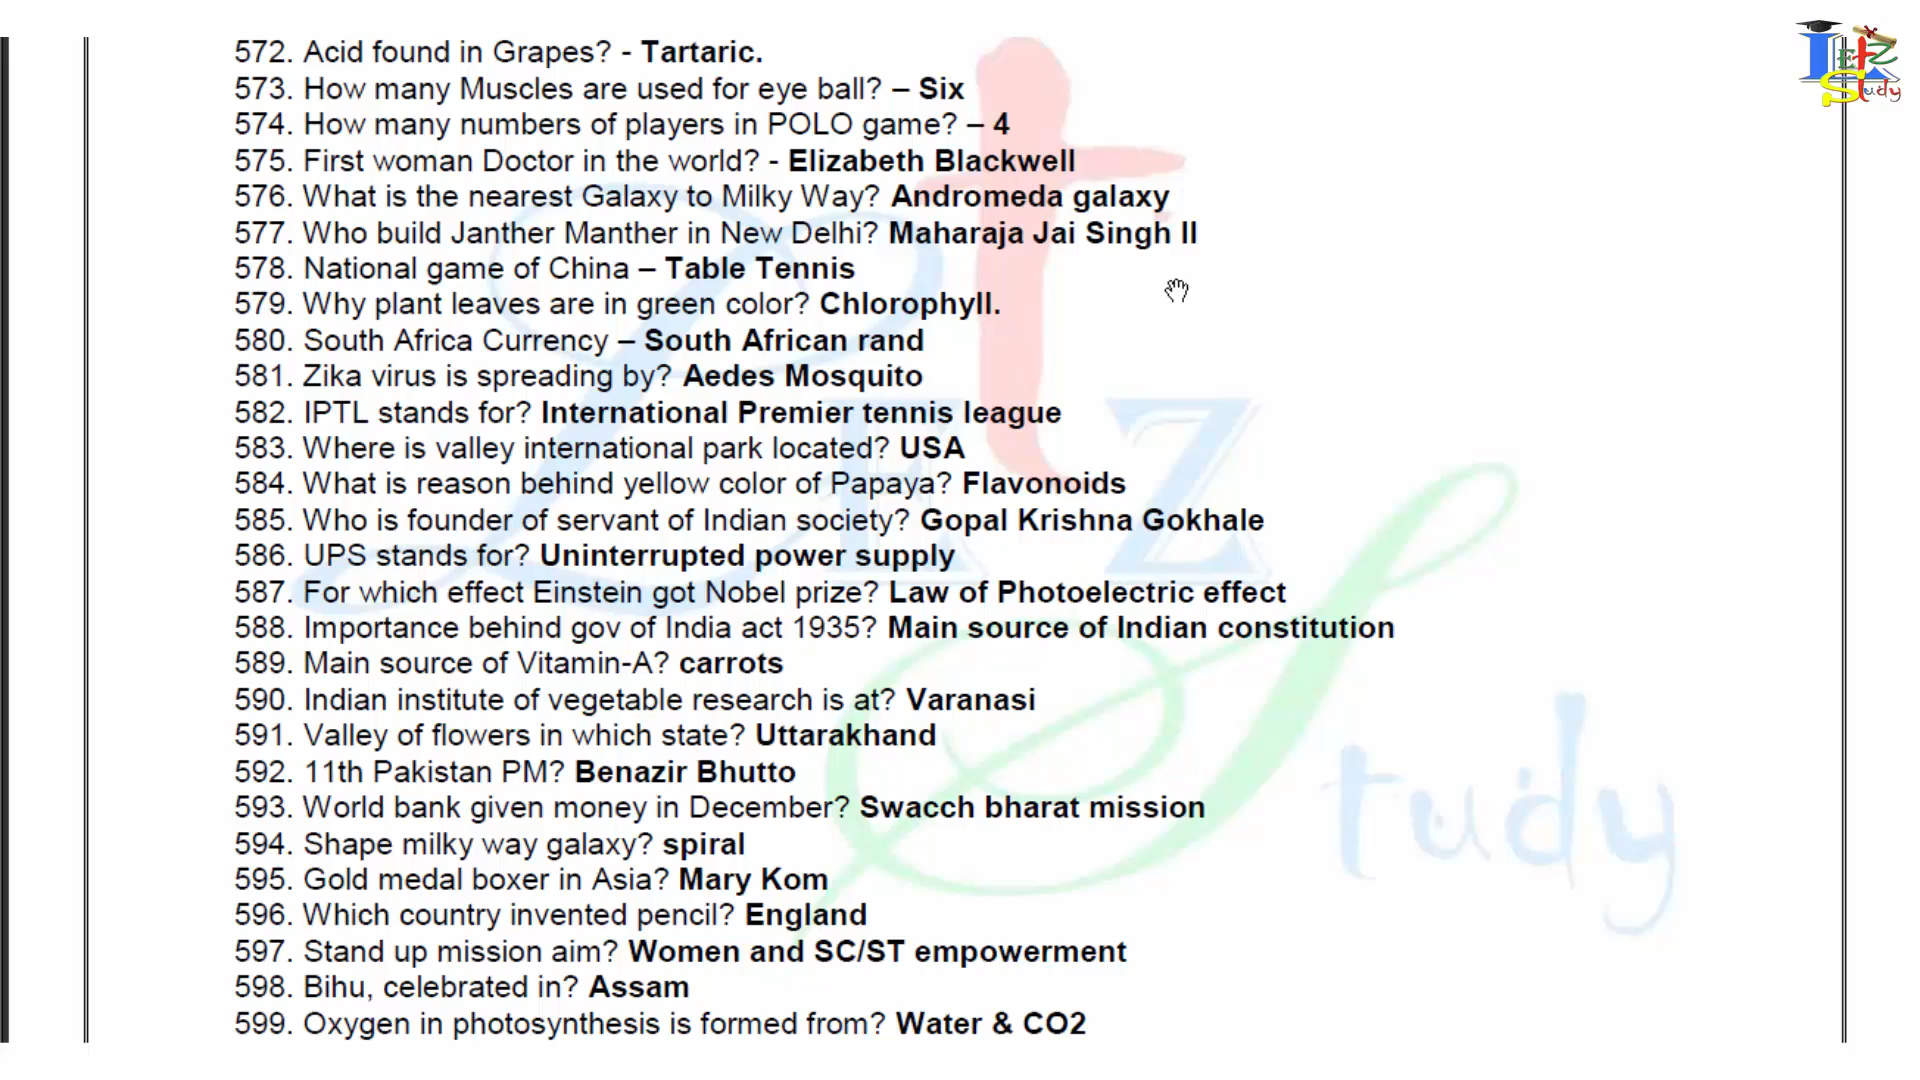 572. Acid found in Grapes? - Tartaric.
573. How many Muscles are used for eye ball? – Six
574. How many numbers of players in POLO game? – 4
575. First woman Doctor in the world? - Elizabeth Blackwell
576. What is the nearest Galaxy to Milky Way? Andromeda galaxy
577. Who build Janther Manther in New Delhi? Maharaja Jai Singh II
578. National game of China – Table Tennis
579. Why plant leaves are in green color? Chlorophyll.
580. South Africa Currency – South African rand
581. Zika virus is spreading by? Aedes Mosquito
582. IPTL stands for? International Premier tennis league
583. Where is valley international park located? USA
584. What is reason behind yellow color of Papaya? Flavonoids
585. Who is founder of servant of Indian society? Gopal Krishna Gokhale
586. UPS stands for? Uninterrupted power supply
587. For which effect Einstein got Nobel prize? Law of Photoelectric effect
588. Importance behind gov of India act 1935? Main source of Indian constitution
589. Main source of Vitamin-A? carrots
590. Indian institute of vegetable research is at? Varanasi
591. Valley of flowers in which state? Uttarakhand
592. 11th Pakistan PM? Benazir Bhutto
593. World bank given money in December? Swacch bharat mission
594. Shape milky way galaxy? spiral
595. Gold medal boxer in Asia? Mary Kom
596. Which country invented pencil? England
597. Stand up mission aim? Women and SC/ST empowerment
598. Bihu, celebrated in? Assam
599. Oxygen in photosynthesis is formed from? Water & CO2
LEtZ
Study
LEtZ
Study